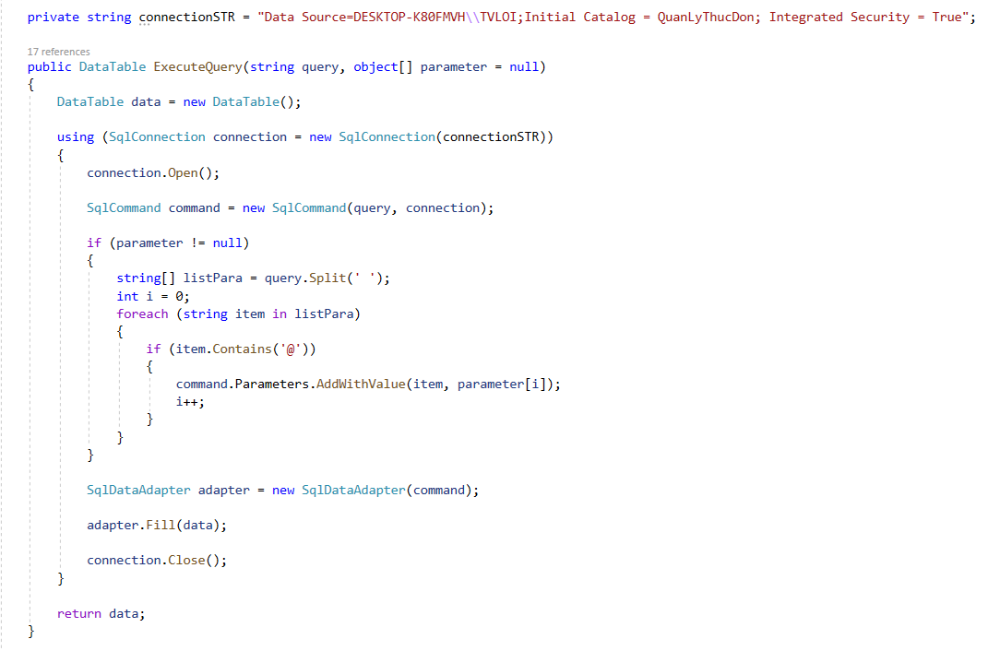 private string connectionSTR = "Data Source=DESKTOP-K80FMVH\\TVLOI;Initial Catalog = QuanLyThucDon; Integrated Security = True";
17 references
public DataTable ExecuteQuery(string query, object[] parameter = null)
{
    DataTable data = new DataTable();
    using (SqlConnection connection = new SqlConnection(connectionSTR))
    {
        connection.Open();
        SqlCommand command = new SqlCommand(query, connection);
        if (parameter != null)
        {
            string[] listPara = query.Split(' ');
            int i = 0;
            foreach (string item in listPara)
            {
                if (item.Contains('@'))
                {
                    command.Parameters.AddWithValue(item, parameter[i]);
                    i++;
                }
            }
        }
        SqlDataAdapter adapter = new SqlDataAdapter(command);
        adapter.Fill(data);
        connection.Close();
    }
    return data;
}